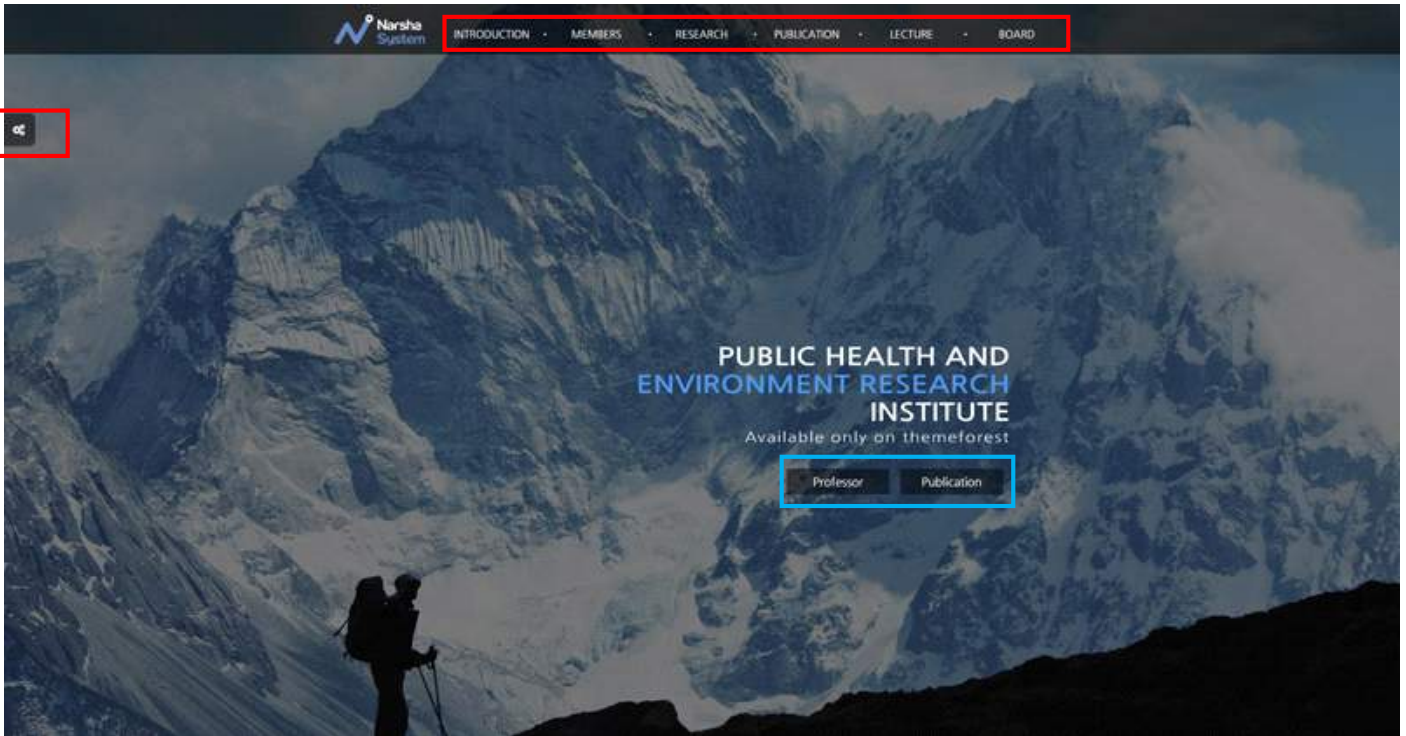 Narsha
System
INTRODUCTION · MEMBERS · RESEARCH · PUBLICATION · LECTURE · BOARD
PUBLIC HEALTH AND
ENVIRONMENT RESEARCH
INSTITUTE
Available only on themeforest
Professor Publication